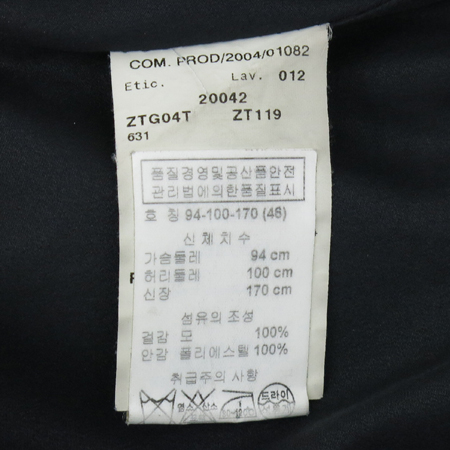 COM. PROD/2004/01082
Etic. Lav. 012
20042
ZTG04T ZT119
631
품질경영및공산품안전
관리법에의한품질표시
호 칭 94-100-170 (48)
신체치수
가슴둘레 94 cm
허리둘레 100 cm
신장 170 cm
섬유의 조성
겉감 모 100%
안감 폴리에스텔 100%
취급주의 사항
드라이